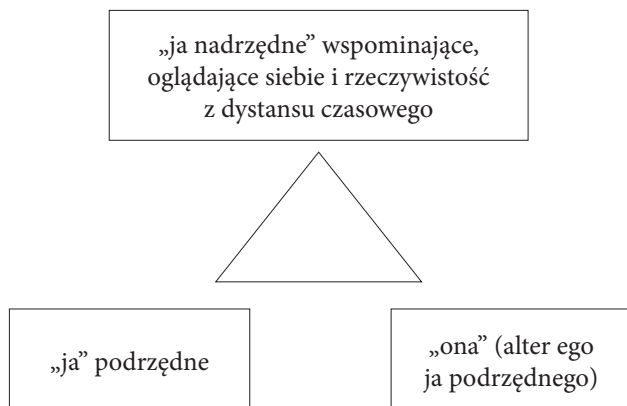 „ja nadrzędne” wspominające,
oglądające siebie i rzeczywistość
z dystansu czasowego
„ja” podrzędne
„ona” (alter ego
ja podrzędnego)